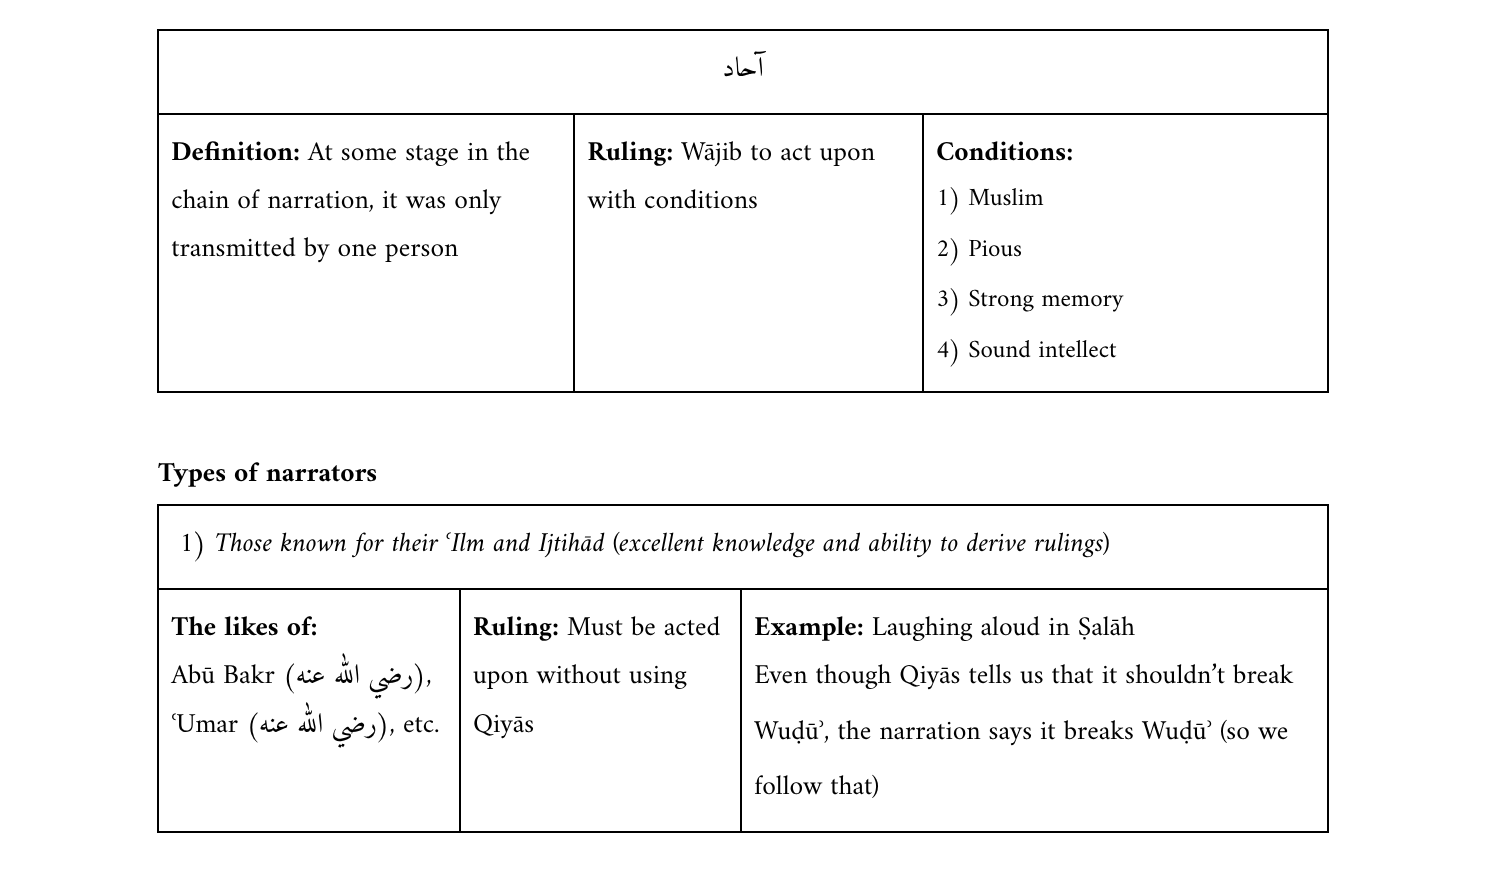 آحاد
Definition: At some stage in the
chain of narration, it was only
transmitted by one person
Ruling: Wājib to act upon
with conditions
Conditions:
1) Muslim
2) Pious
3) Strong memory
4) Sound intellect
Types of narrators
1) Those known for their ʿIlm and Ijtihād (excellent knowledge and ability to derive rulings)
The likes of:
Abū Bakr (رضي الله عنه),
ʿUmar (رضي الله عنه), etc.
Ruling: Must be acted
upon without using
Qiyās
Example: Laughing aloud in Ṣalāh
Even though Qiyās tells us that it shouldn’t break
Wuḍūʾ, the narration says it breaks Wuḍūʾ (so we
follow that)